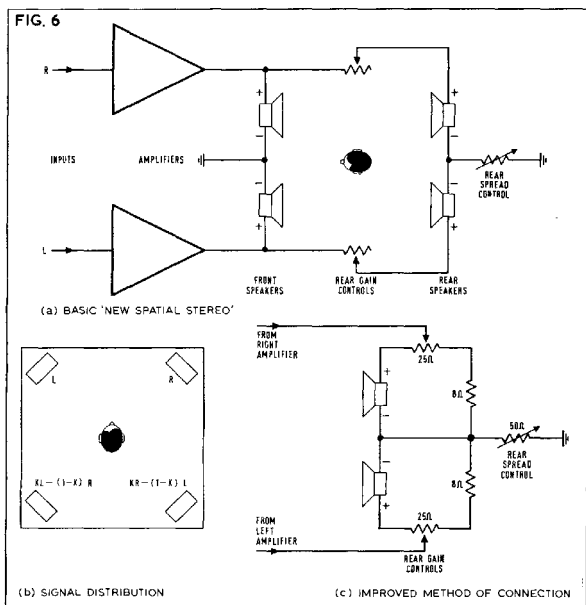 FIG. 6
R
+
+
−
−
INPUTS
AMPLIFIERS
REAR
SPREAD
CONTROL
−
−
+
+
L
FRONT
SPEAKERS
REAR GAIN
CONTROLS
REAR
SPEAKERS
(a) BASIC 'NEW SPATIAL STEREO'
L
R
KL−(1−K) R
KR−(1−K) L
(b) SIGNAL DISTRIBUTION
FROM
RIGHT
AMPLIFIER
25Ω
+
8Ω
−
50Ω
REAR
SPREAD
CONTROL
−
8Ω
+
FROM
LEFT
AMPLIFIER
25Ω
REAR GAIN
CONTROLS
(c) IMPROVED METHOD OF CONNECTION